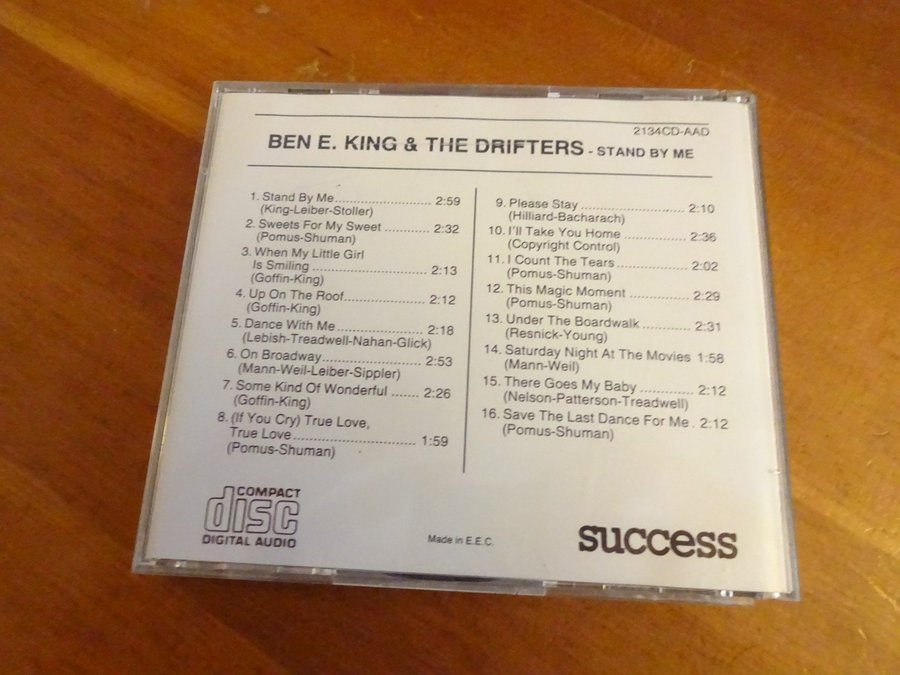 2134CD-AAD
BEN E. KING & THE DRIFTERS - STAND BY ME
1. Stand By Me.......................... 2:59
(King-Leiber-Stoller)
2. Sweets For My Sweet ............ 2:32
(Pomus-Shuman)
3. When My Little Girl
Is Smiling ............................... 2:13
(Goffin-King)
4. Up On The Roof...................... 2:12
(Goffin-King)
5. Dance With Me........................ 2:18
(Lebish-Treadwell-Nahan-Glick)
6. On Broadway........................... 2:53
(Mann-Weil-Leiber-Sippler)
7. Some Kind Of Wonderful ....... 2:26
(Goffin-King)
8. (If You Cry) True Love,
True Love................................. 1:59
(Pomus-Shuman)
9. Please Stay ............................ 2:10
(Hilliard-Bacharach)
10. I'll Take You Home ................ 2:36
(Copyright Control)
11. I Count The Tears .................. 2:02
(Pomus-Shuman)
12. This Magic Moment ............... 2:29
(Pomus-Shuman)
13. Under The Boardwalk ............ 2:31
(Resnick-Young)
14. Saturday Night At The Movies 1:58
(Mann-Weil)
15. There Goes My Baby ............. 2:12
(Nelson-Patterson-Treadwell)
16. Save The Last Dance For Me . 2:12
(Pomus-Shuman)
COMPACT
disc
DIGITAL AUDIO
Made in E.E.C.
success